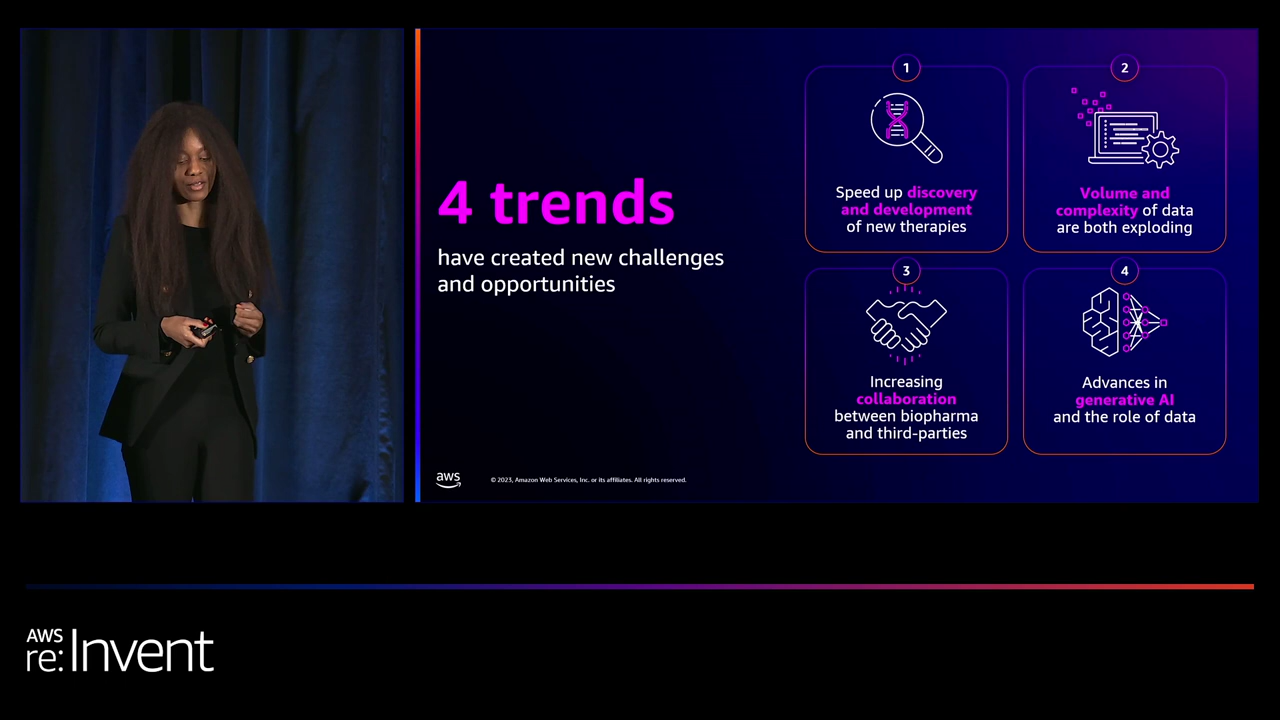 4 trends
have created new challenges
and opportunities
1
Speed up discovery
and development
of new therapies
2
Volume and
complexity of data
are both exploding
3
Increasing
collaboration
between biopharma
and third-parties
4
Advances in
generative AI
and the role of data
aws
© 2023, Amazon Web Services, Inc. or its affiliates. All rights reserved.
AWS
re:Invent